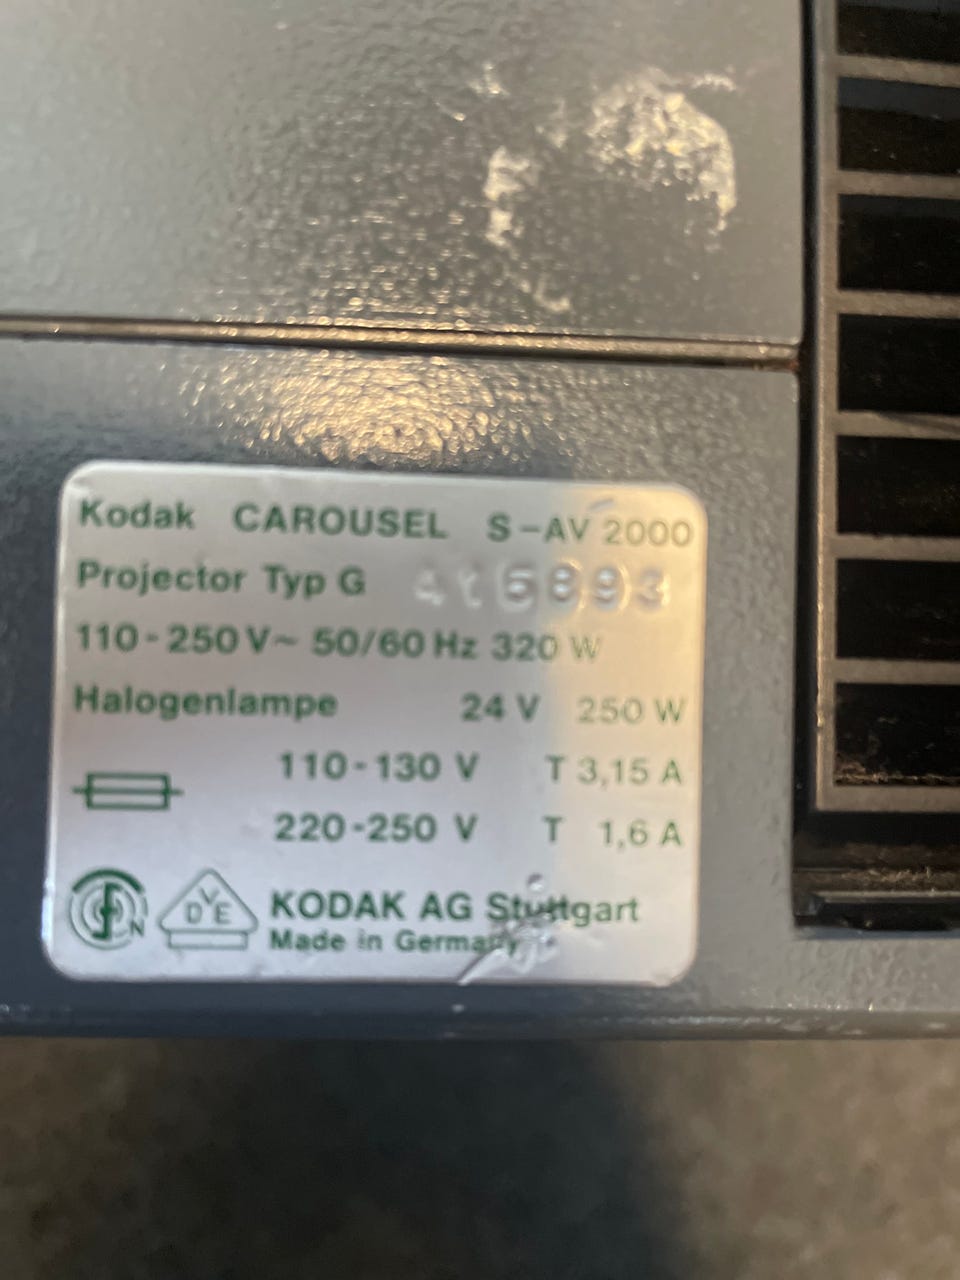 Kodak CAROUSEL S-AV 2000
Projector Typ G
110-250 V~ 50/60 Hz 320 W
Halogenlampe 24 V 250 W
110-130 V T 3,15 A
220-250 V T 1,6 A
DVE KODAK AG Stuttgart
Made in Germany